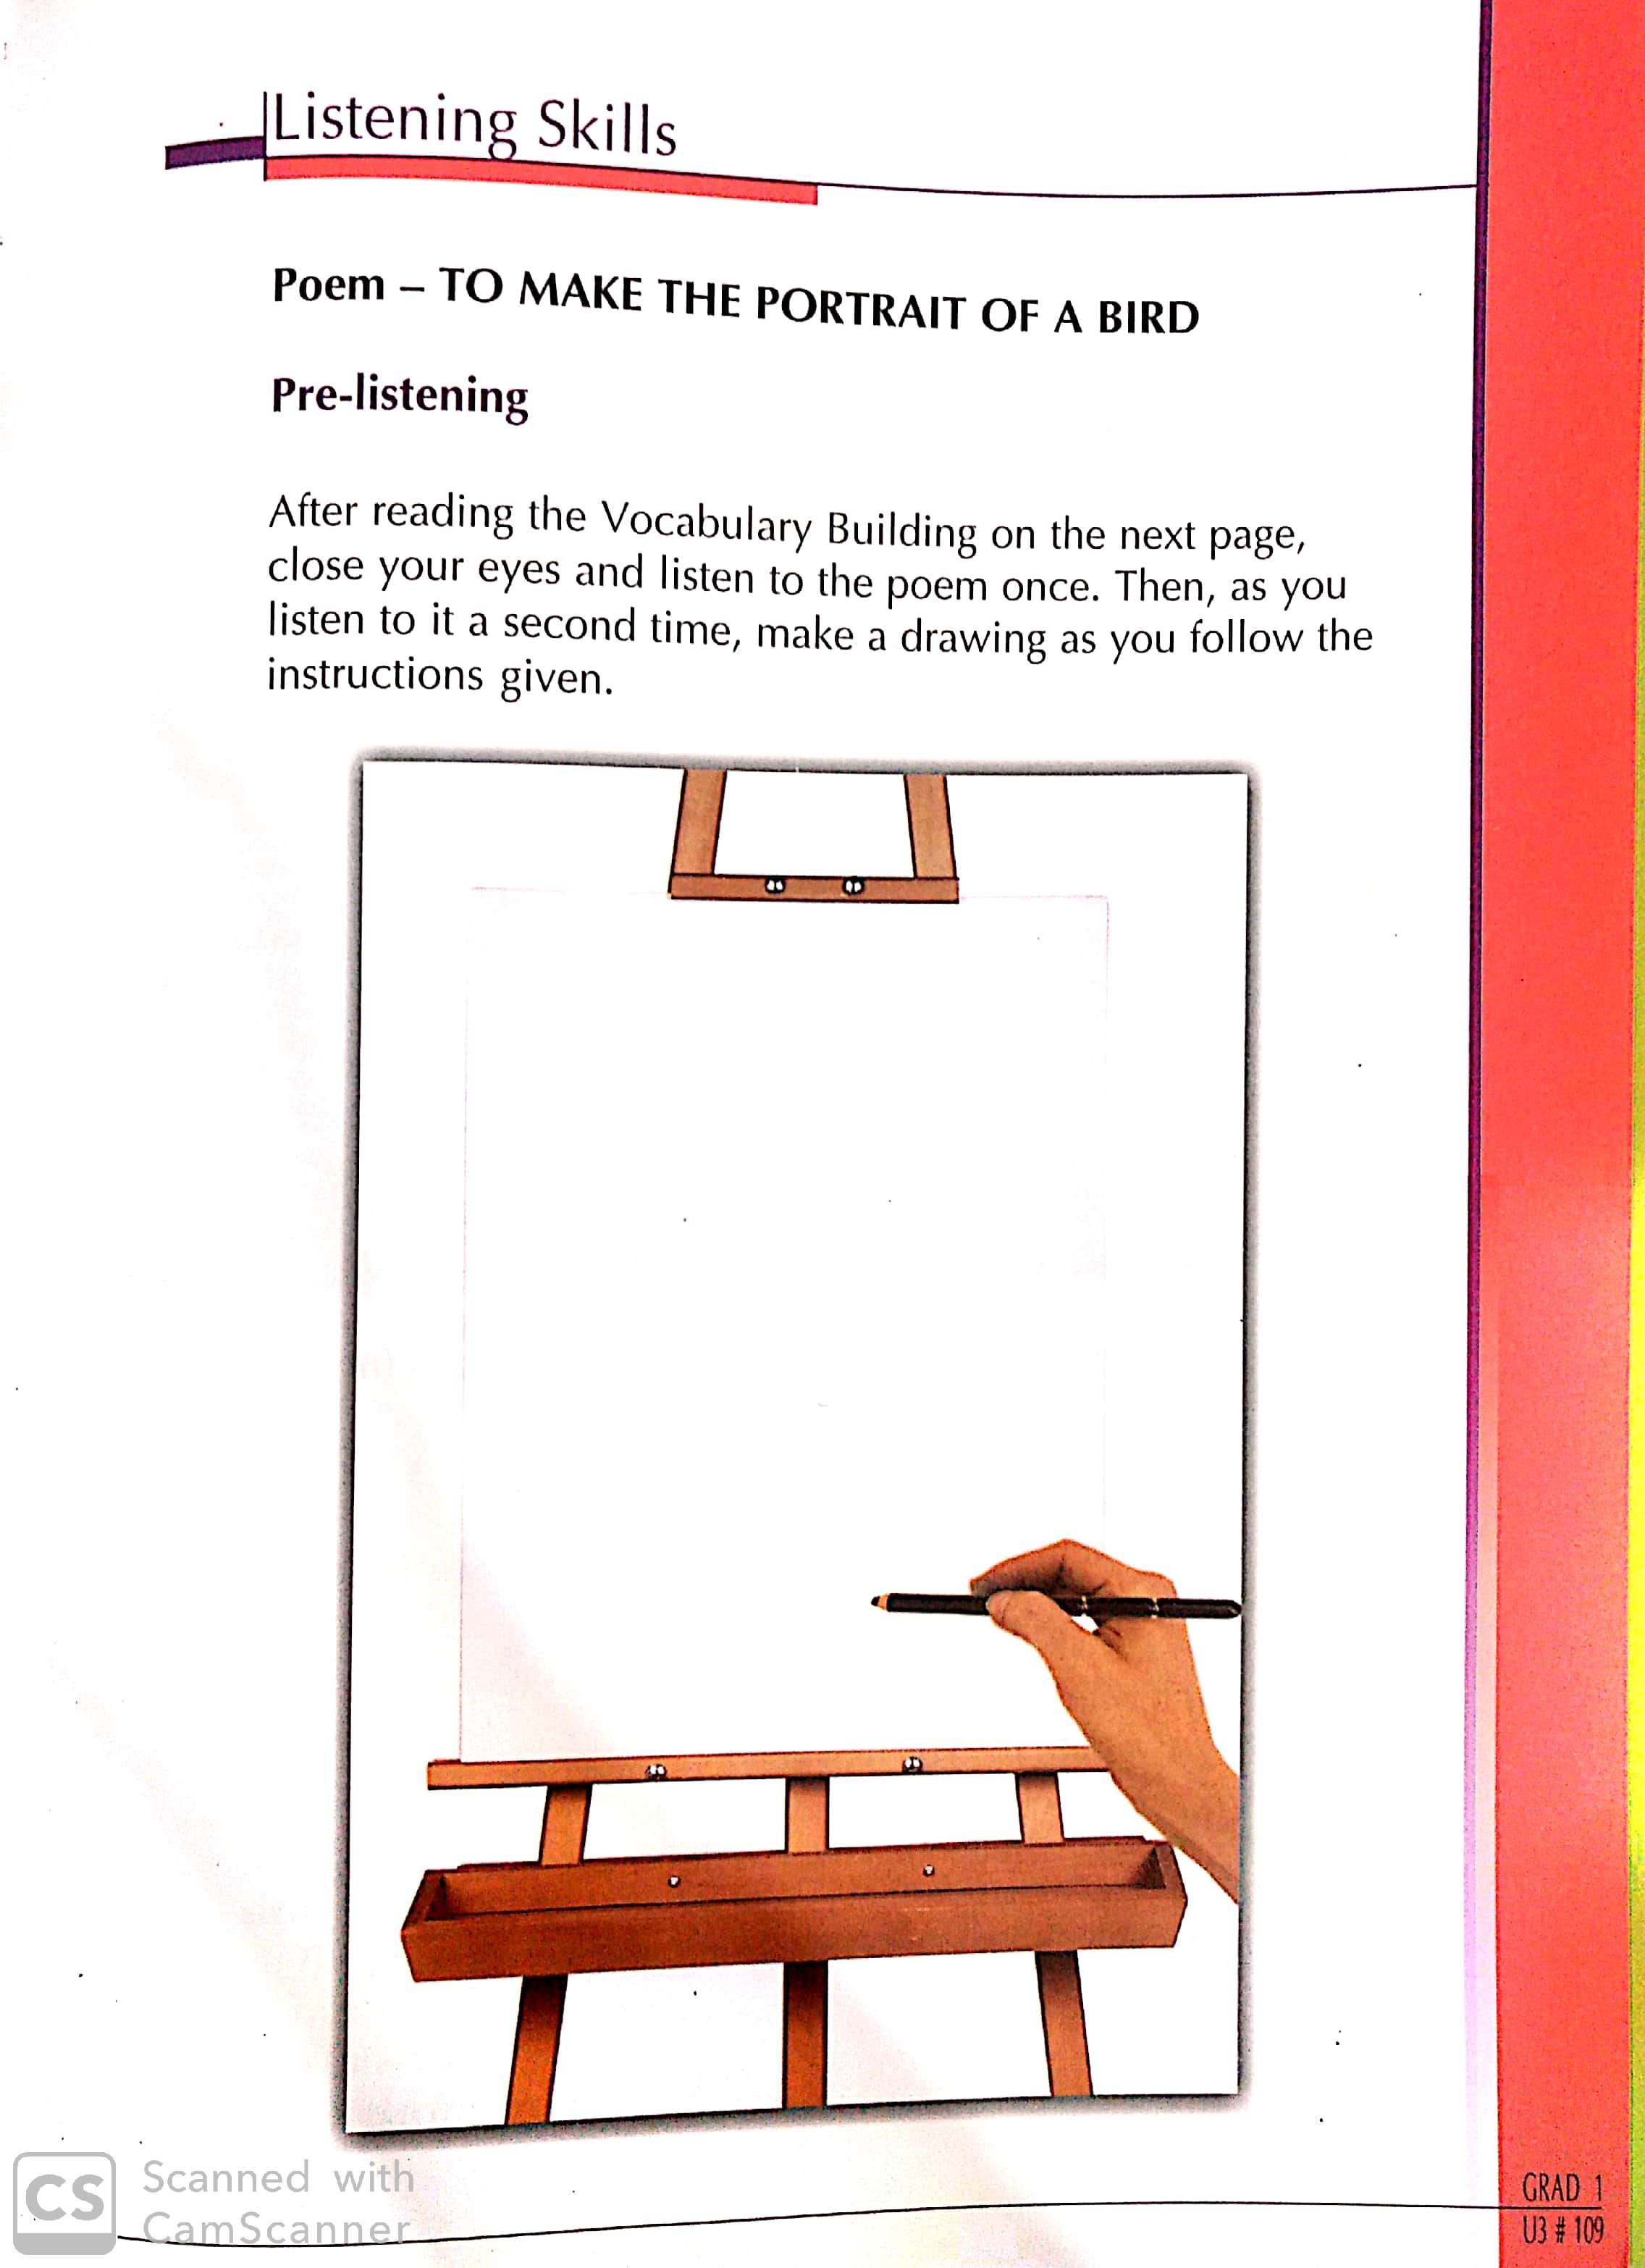 Listening Skills
Poem – TO MAKE THE PORTRAIT OF A BIRD
Pre-listening
After reading the Vocabulary Building on the next page,
close your eyes and listen to the poem once. Then, as you
listen to it a second time, make a drawing as you follow the
instructions given.
CS Scanned with
CamScanner
GRAD 1
U3 # 109